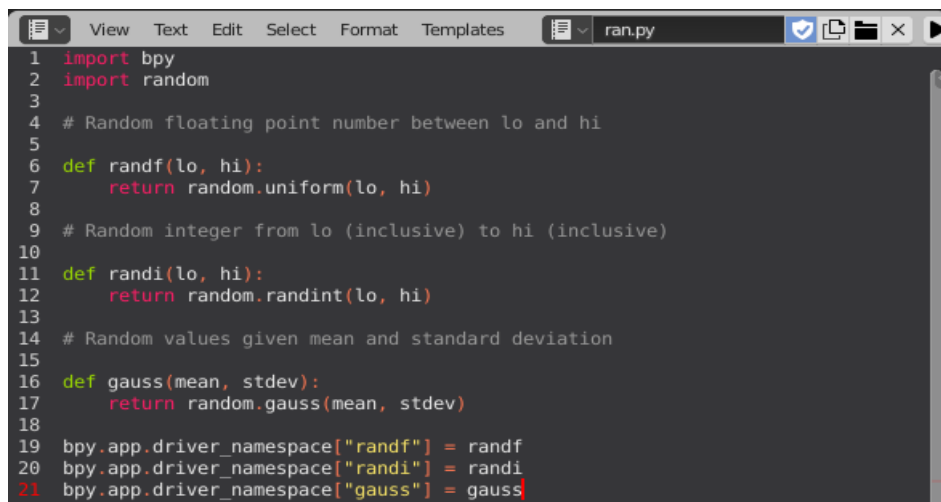 View Text Edit Select Format Templates ran.py
1 import bpy
2 import random
3
4 # Random floating point number between lo and hi
5
6 def randf(lo, hi):
7     return random.uniform(lo, hi)
8
9 # Random integer from lo (inclusive) to hi (inclusive)
10
11 def randi(lo, hi):
12     return random.randint(lo, hi)
13
14 # Random values given mean and standard deviation
15
16 def gauss(mean, stdev):
17     return random.gauss(mean, stdev)
18
19 bpy.app.driver_namespace["randf"] = randf
20 bpy.app.driver_namespace["randi"] = randi
21 bpy.app.driver_namespace["gauss"] = gauss